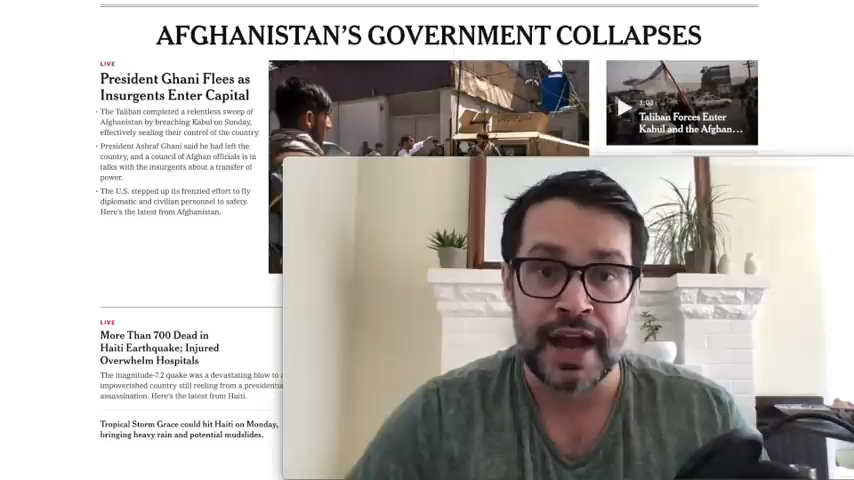 AFGHANISTAN'S GOVERNMENT COLLAPSES
LIVE
President Ghani Flees as
Insurgents Enter Capital
• The Taliban completed a relentless sweep of
Afghanistan by breaching Kabul on Sunday,
effectively sealing their control of the country.
• President Ashraf Ghani said he had left the
country, and a council of Afghan officials is in
talks with the insurgents about a transfer of
power.
• The U.S. stepped up its frenzied effort to fly
diplomatic and civilian personnel to safety.
Here's the latest from Afghanistan.
1:03
Taliban Forces Enter
Kabul and the Afghan…
LIVE
More Than 700 Dead in
Haiti Earthquake; Injured
Overwhelm Hospitals
The magnitude-7.2 quake was a devastating blow to
impoverished country still reeling from a
assassination. Here's the latest from Haiti.
Tropical Storm Grace could hit Haiti on Monday,
bringing heavy rain and potential mudslides.